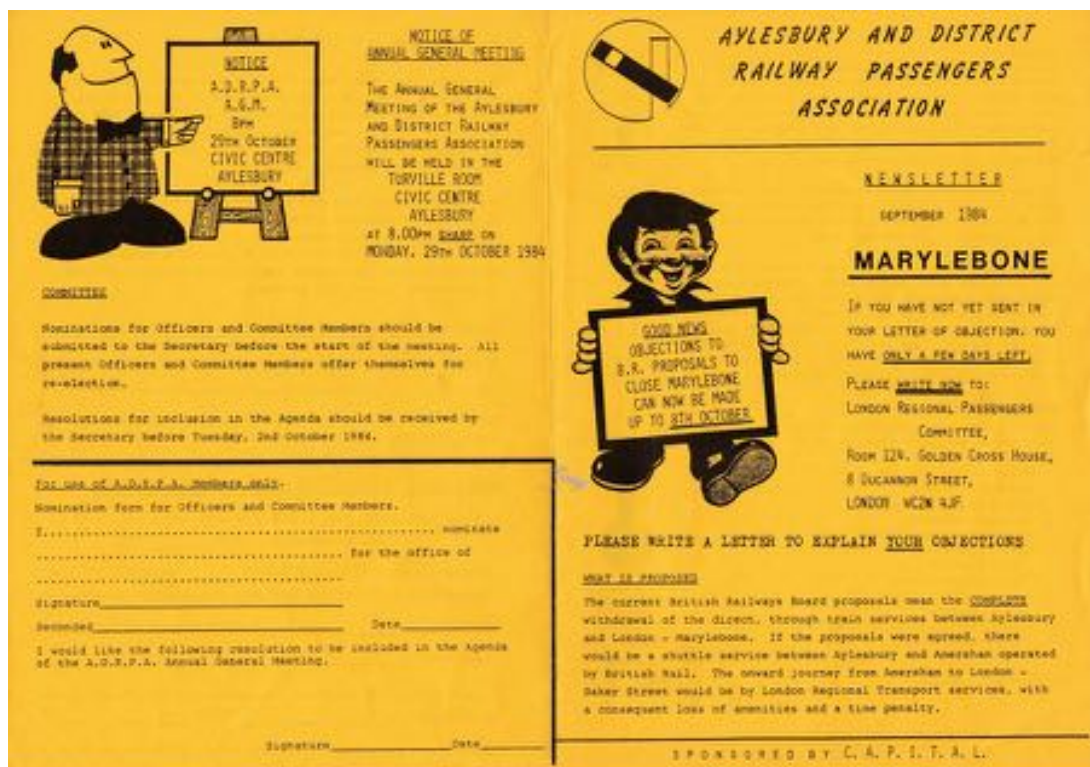 NOTICE
A.D.R.P.A.
A.G.M.
8PM
29TH OCTOBER
CIVIC CENTRE
AYLESBURY
NOTICE OF
ANNUAL GENERAL MEETING
THE ANNUAL GENERAL
MEETING OF THE AYLESBURY
AND DISTRICT RAILWAY
PASSENGERS ASSOCIATION
WILL BE HELD IN THE
TURVILLE ROOM
CIVIC CENTRE
AYLESBURY
AT 8.00PM SHARP ON
MONDAY, 29TH OCTOBER 1984
COMMITTEE
Nominations for Officers and Committee Members should be
submitted to the Secretary before the start of the meeting. All
present Officers and Committee Members offer themselves for
re-election.
Resolutions for inclusion in the Agenda should be received by
the Secretary before Tuesday, 2nd October 1984.
For use of A.D.R.P.A. members only.
Nomination form for Officers and Committee Members.
I.................................................. nominate
........................................ for the office of
........................................
Signature
Seconded Date
I would like the following resolution to be included in the Agenda
of the A.D.R.P.A. Annual General Meeting.
Signature Date
AYLESBURY AND DISTRICT
RAILWAY PASSENGERS
ASSOCIATION
NEWSLETTER
SEPTEMBER 1984
MARYLEBONE
GOOD NEWS
OBJECTIONS TO
B.R. PROPOSALS TO
CLOSE MARYLEBONE
CAN NOW BE MADE
UP TO 8TH OCTOBER
IF YOU HAVE NOT YET SENT IN
YOUR LETTER OF OBJECTION, YOU
HAVE ONLY A FEW DAYS LEFT.
PLEASE WRITE NOW TO:
LONDON REGIONAL PASSENGERS
COMMITTEE,
ROOM 124, GOLDEN CROSS HOUSE,
8 DUCANNON STREET,
LONDON WC2N 4JF.
PLEASE WRITE A LETTER TO EXPLAIN YOUR OBJECTIONS
WHAT IS PROPOSED
The current British Railways Board proposals mean the COMPLETE
withdrawal of the direct, through train services between Aylesbury
and London - Marylebone. If the proposals were agreed, there
would be a shuttle service between Aylesbury and Amersham operated
by British Rail. The onward journey from Amersham to London -
Baker Street would be by London Regional Transport services, with
a consequent loss of amenities and a time penalty.
SPONSORED BY C.A.P.I.T.A.L.